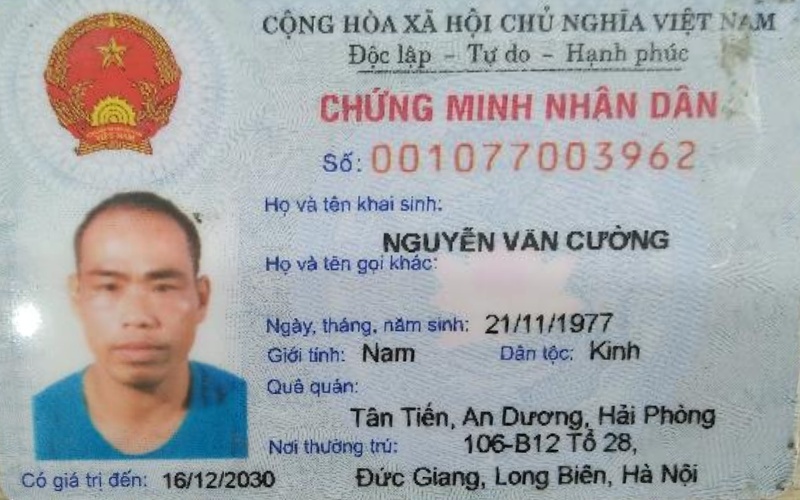 CỘNG HÒA XÃ HỘI CHỦ NGHĨA VIỆT NAM
Độc lập - Tự do - Hạnh phúc
CHỨNG MINH NHÂN DÂN
Số: 001077003962
Họ và tên khai sinh:
NGUYỄN VĂN CƯỜNG
Họ và tên gọi khác:
Ngày, tháng, năm sinh: 21/11/1977
Giới tính: Nam Dân tộc: Kinh
Quê quán:
Tân Tiến, An Dương, Hải Phòng
Nơi thường trú: 106-B12 Tổ 28,
Đức Giang, Long Biên, Hà Nội
Có giá trị đến: 16/12/2030